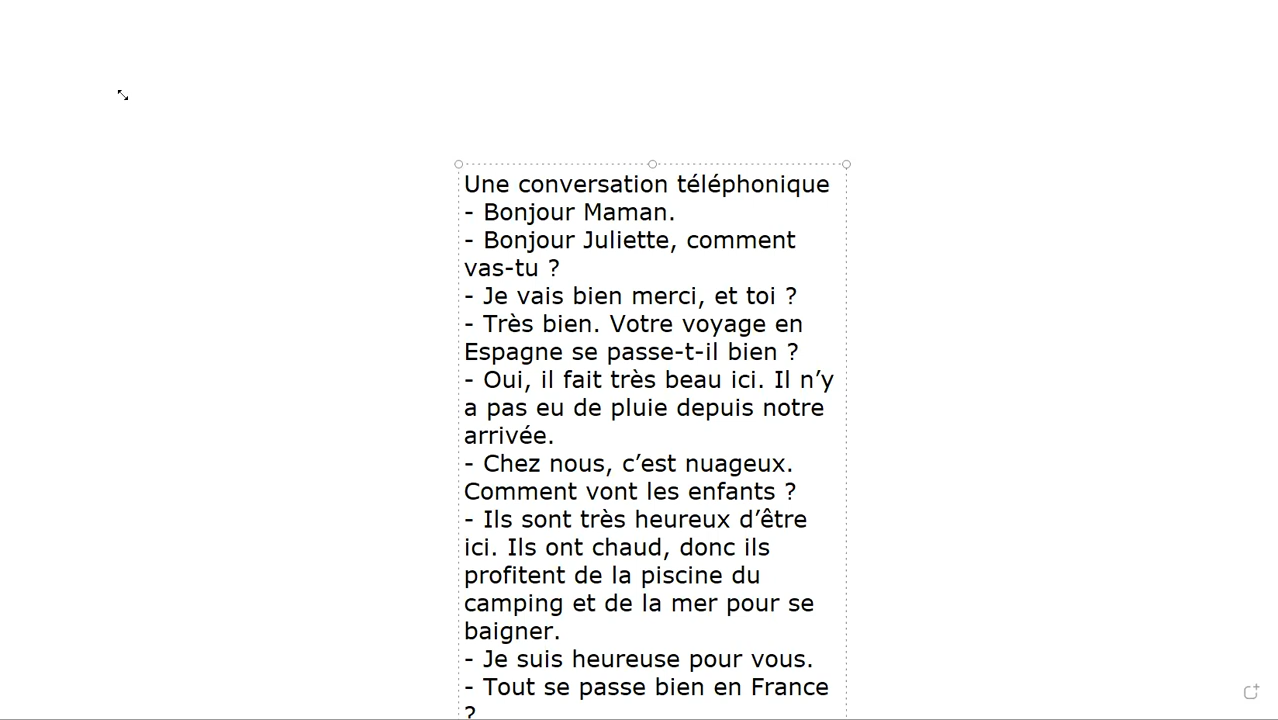 Une conversation téléphonique
- Bonjour Maman.
- Bonjour Juliette, comment
vas-tu ?
- Je vais bien merci, et toi ?
- Très bien. Votre voyage en
Espagne se passe-t-il bien ?
- Oui, il fait très beau ici. Il n’y
a pas eu de pluie depuis notre
arrivée.
- Chez nous, c’est nuageux.
Comment vont les enfants ?
- Ils sont très heureux d’être
ici. Ils ont chaud, donc ils
profitent de la piscine du
camping et de la mer pour se
baigner.
- Je suis heureuse pour vous.
- Tout se passe bien en France
?